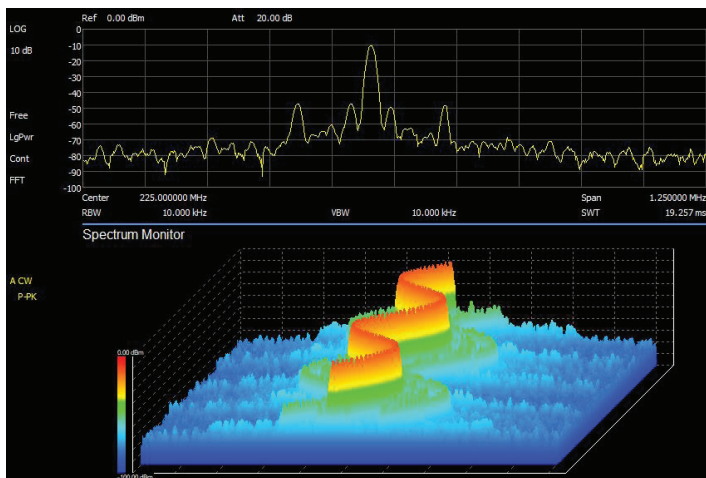 Ref 0.00 dBm Att 20.00 dB
LOG
10 dB
Free
LgPwr
Cont
FFT
0
-10
-20
-30
-40
-50
-60
-70
-80
-90
-100
Center 225.000000 MHz Span 1.250000 MHz
RBW 10.000 kHz VBW 10.000 kHz SWT 19.257 ms
Spectrum Monitor
A CW
P-PK
0.00 dBm
-100.00 dBm